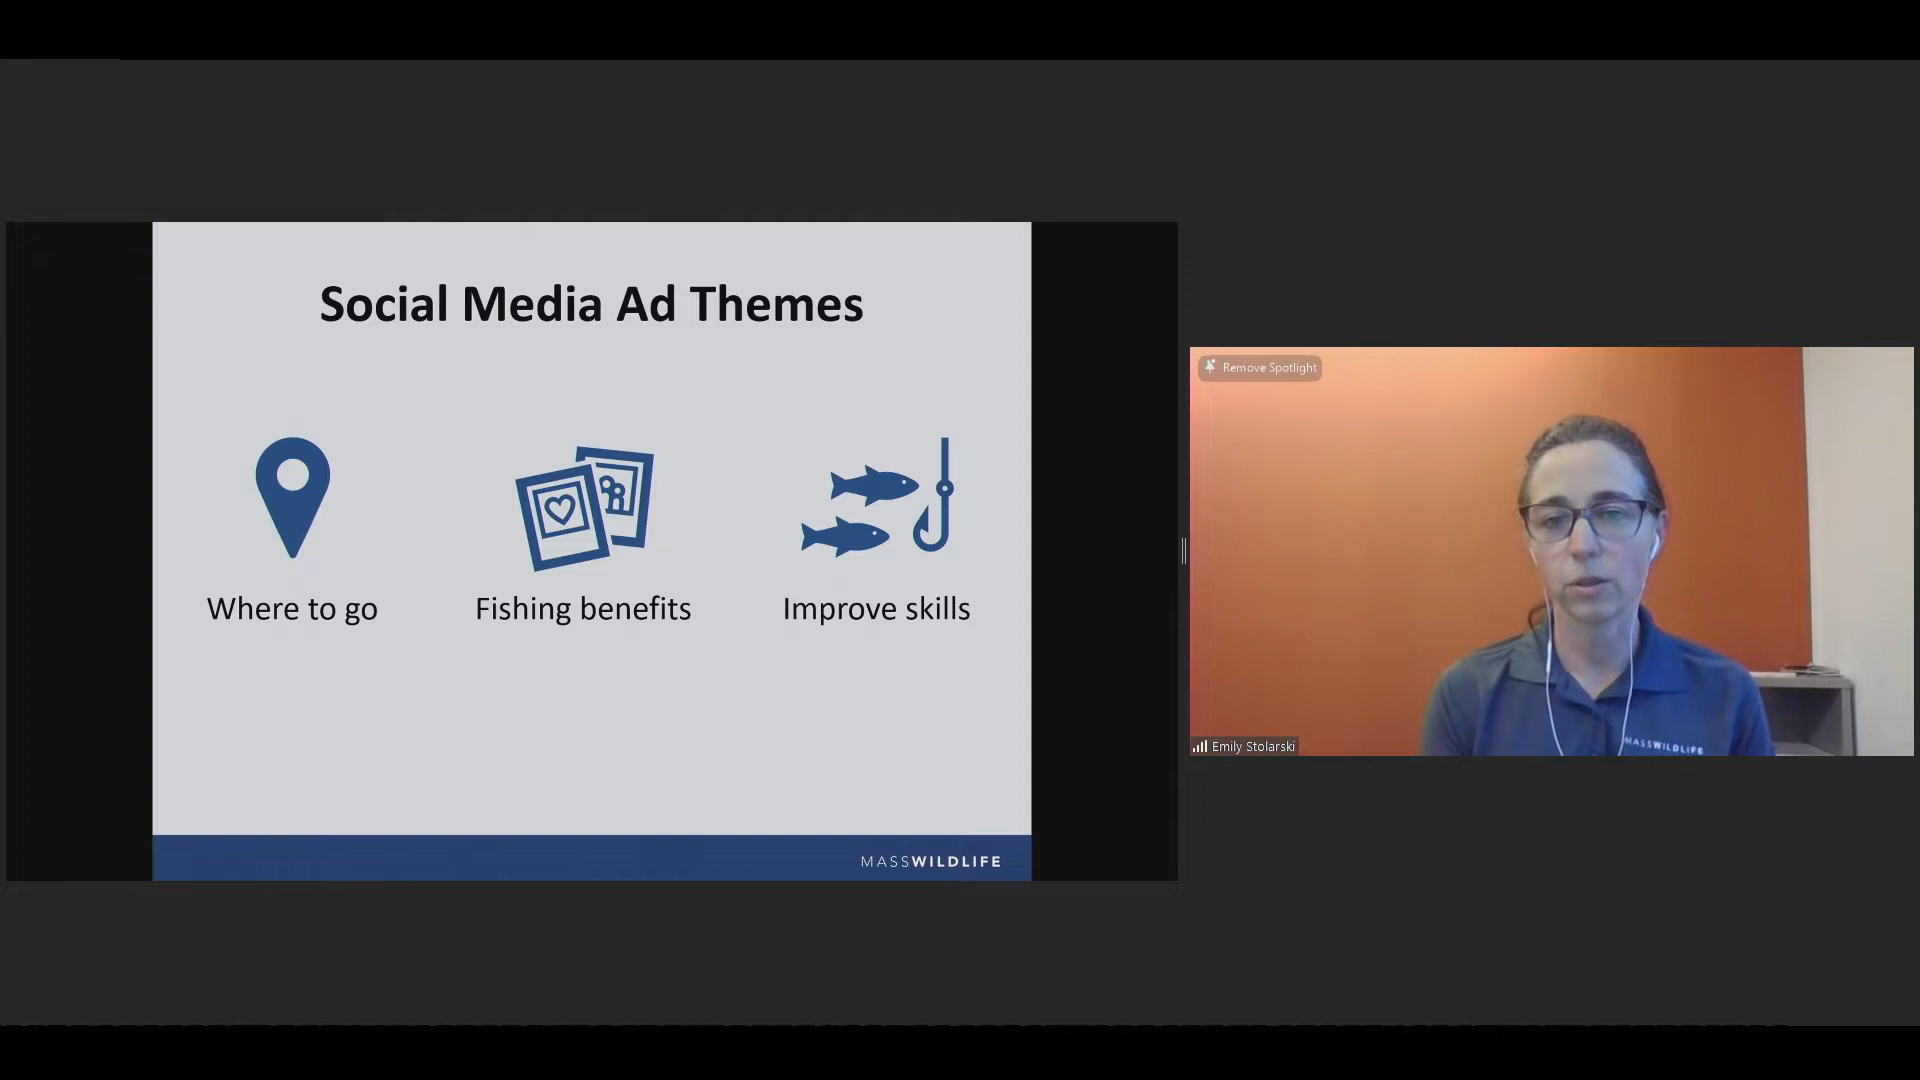 Social Media Ad Themes
Where to go
Fishing benefits
Improve skills
MASSWILDLIFE
Remove Spotlight
MASSWILDLIFE
Emily Stolarski